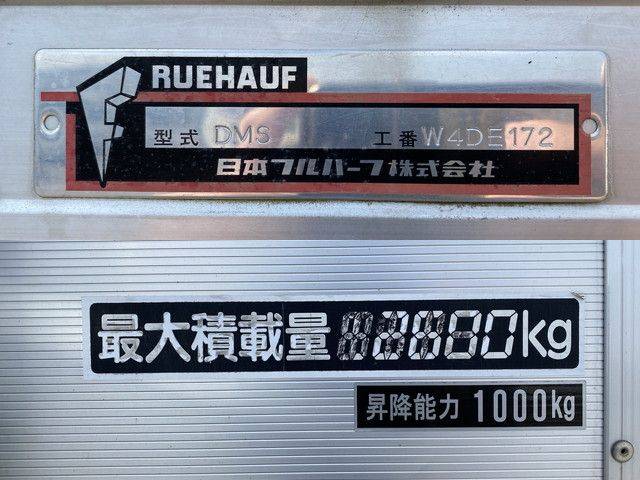 FRUEHAUF
型式 DMS 工番 W4DE172
日本フルハーフ株式会社
最大積載量 kg
昇降能力 1000kg